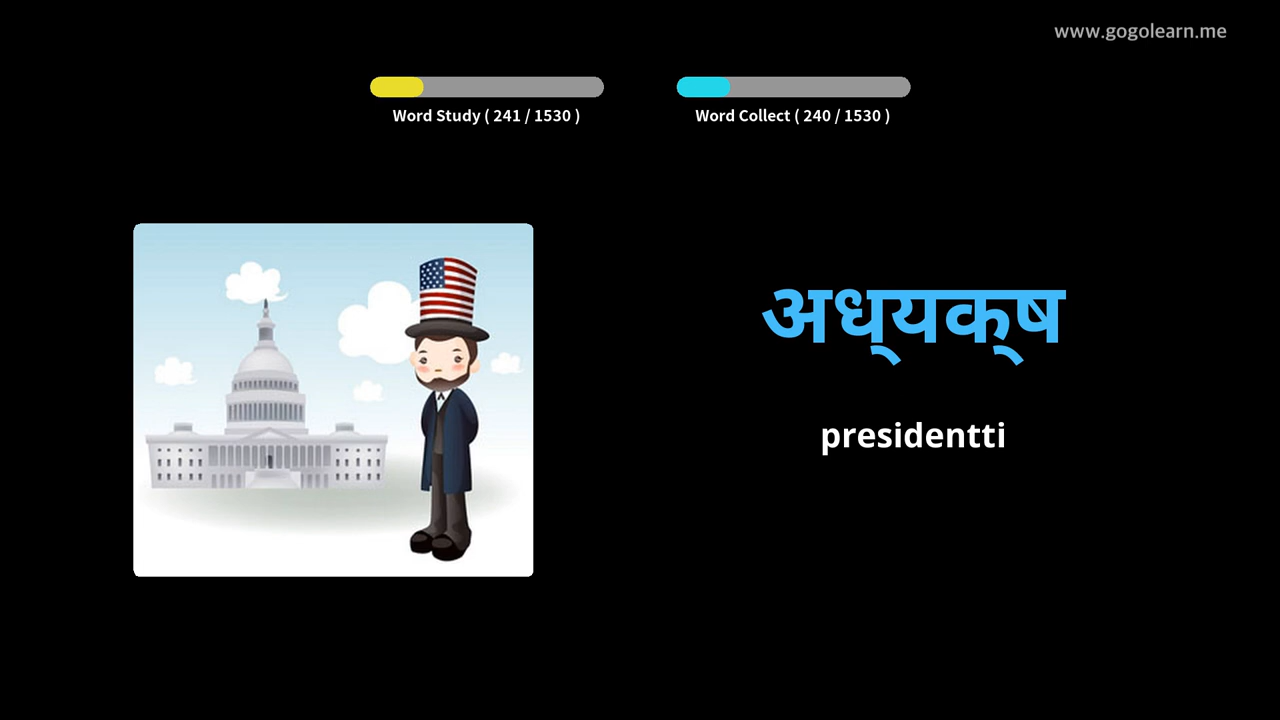 www.gogolearn.me
Word Study ( 241 / 1530 )
Word Collect ( 240 / 1530 )
अध्यक्ष
presidentti